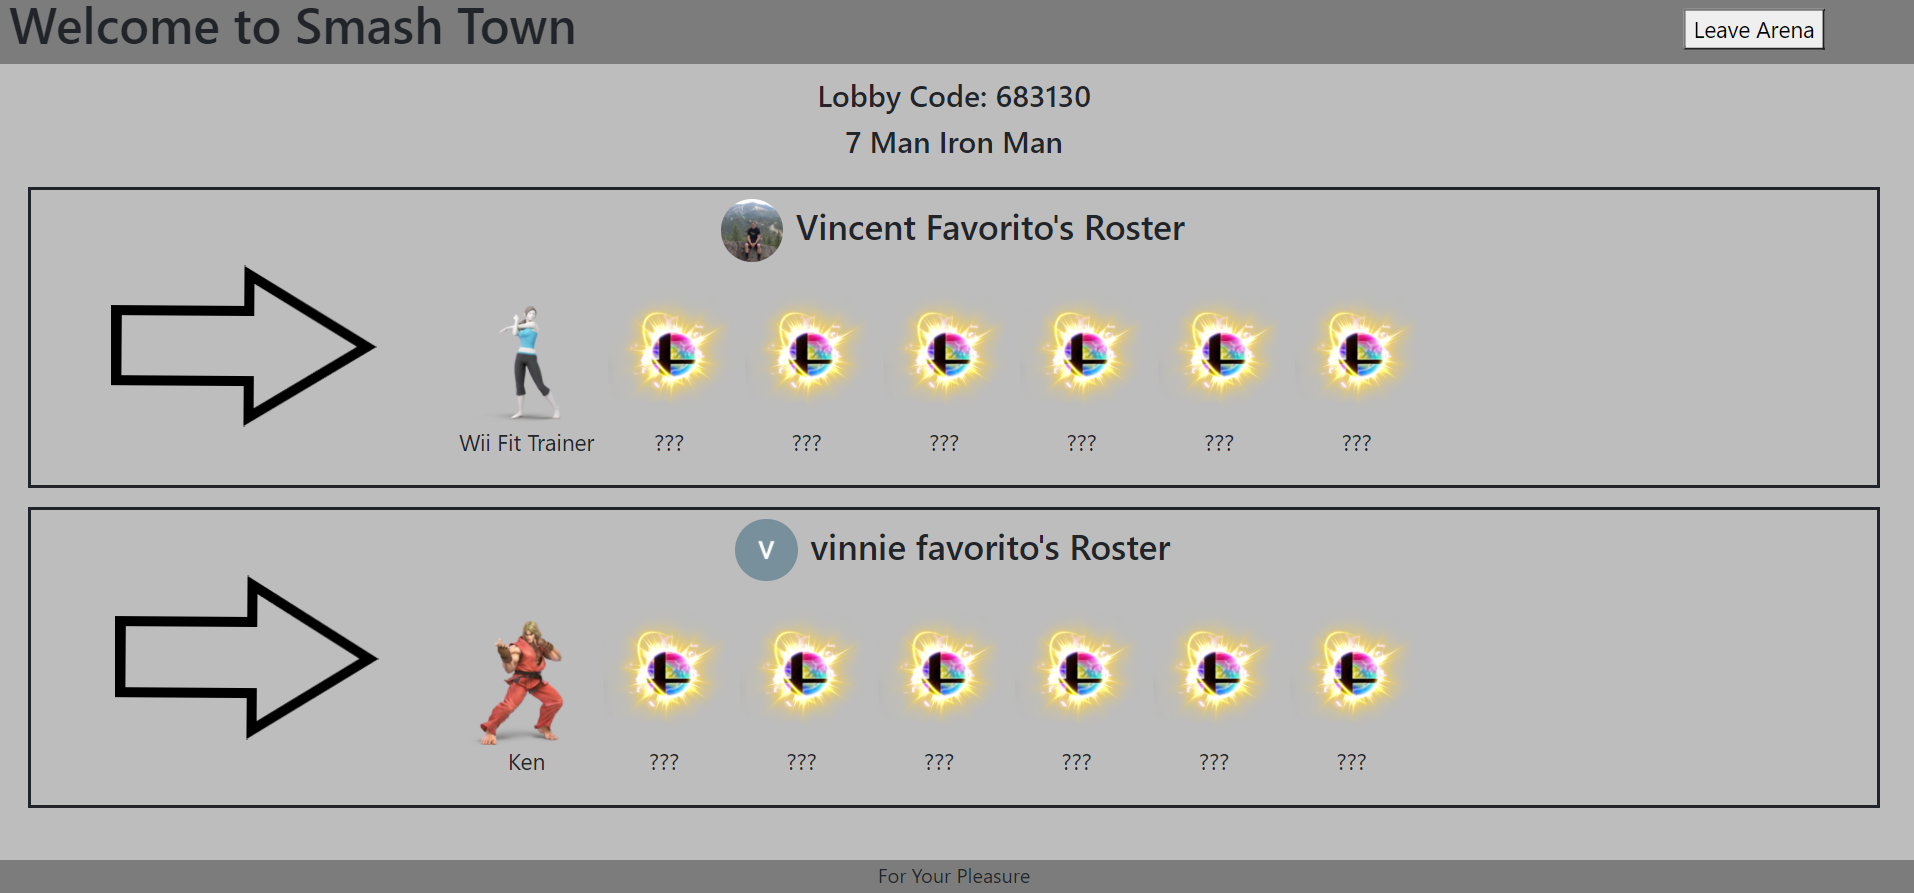 Welcome to Smash Town
Leave Arena
Lobby Code: 683130
7 Man Iron Man
Vincent Favorito's Roster
Wii Fit Trainer ??? ??? ??? ??? ??? ???
V vinnie favorito's Roster
Ken ??? ??? ??? ??? ??? ???
For Your Pleasure